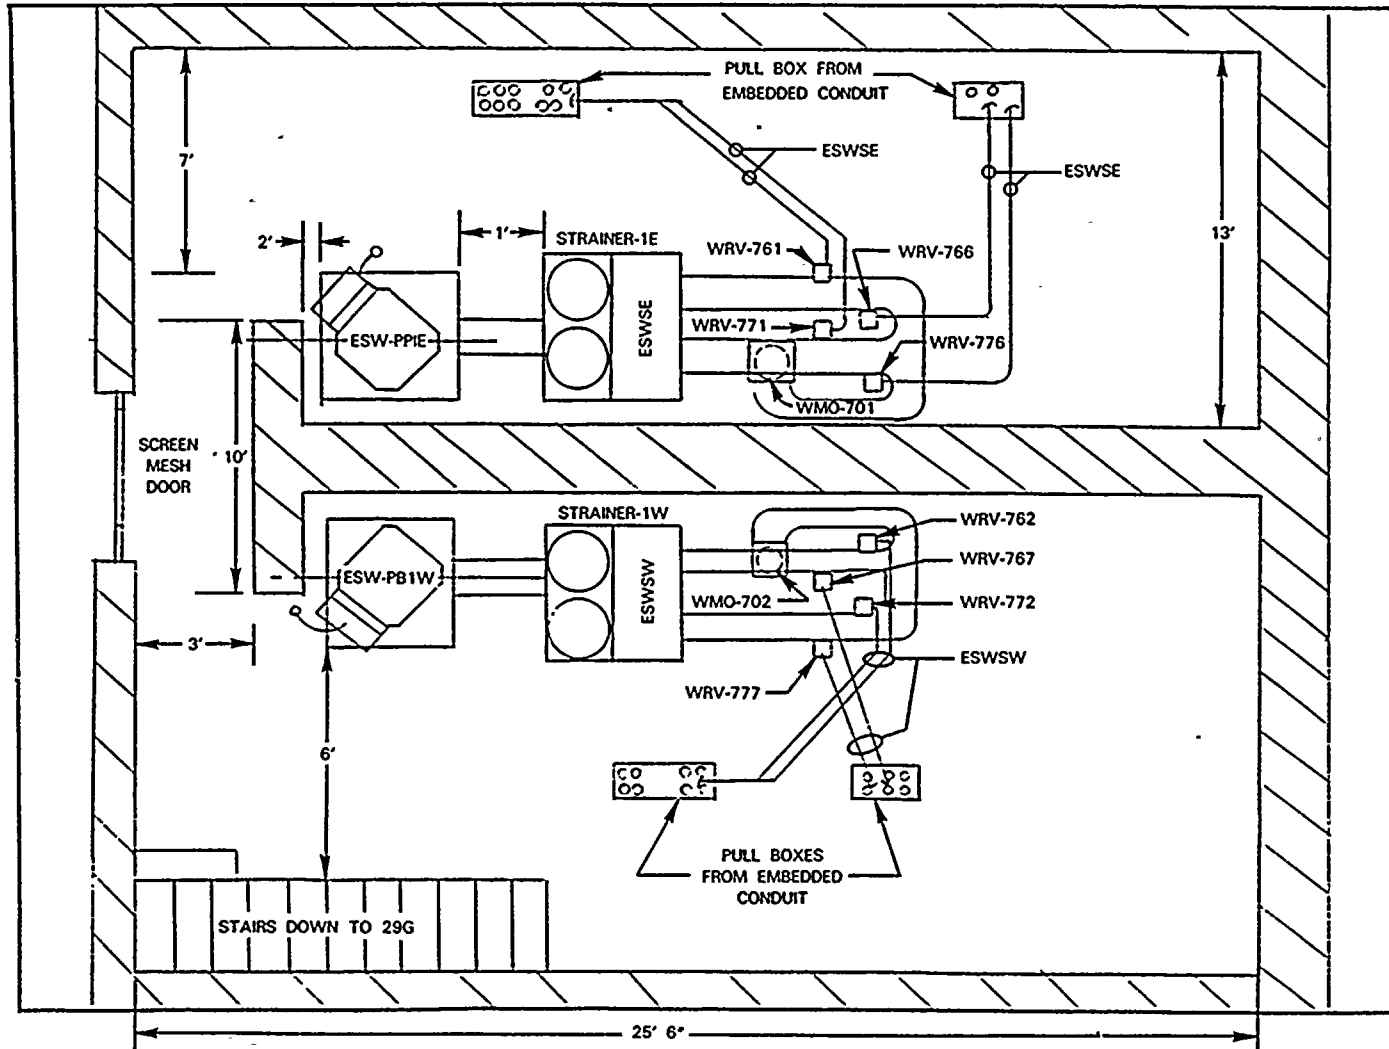 PULL BOX FROM
EMBEDDED CONDUIT
ESWSE
ESWSE
7'
13'
2'
1'
STRAINER-1E
WRV-761
WRV-766
ESW-PP1E
ESWSE
WRV-771
WRV-776
WMO-701
SCREEN
MESH
DOOR
10'
STRAINER-1W
WRV-762
ESW-PB1W
ESWSW
WRV-767
WMO-702
WRV-772
3'
ESWSW
WRV-777
6'
PULL BOXES
FROM EMBEDDED
CONDUIT
STAIRS DOWN TO 29G
25' 6"